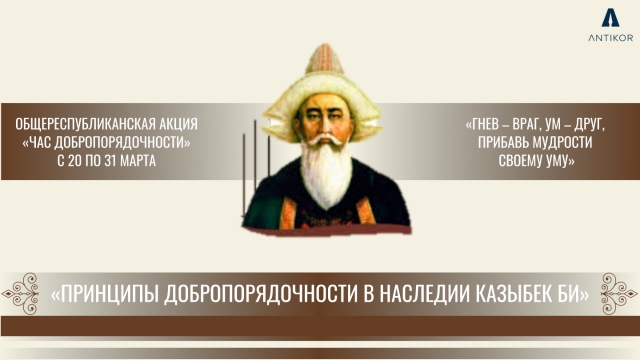 ANTIKOR
ОБЩЕРЕСПУБЛИКАНСКАЯ АКЦИЯ
«ЧАС ДОБРОПОРЯДОЧНОСТИ»
С 20 ПО 31 МАРТА
«ГНЕВ – ВРАГ, УМ – ДРУГ,
ПРИБАВЬ МУДРОСТИ
СВОЕМУ УМУ»
«ПРИНЦИПЫ ДОБРОПОРЯДОЧНОСТИ В НАСЛЕДИИ КАЗЫБЕК БИ»